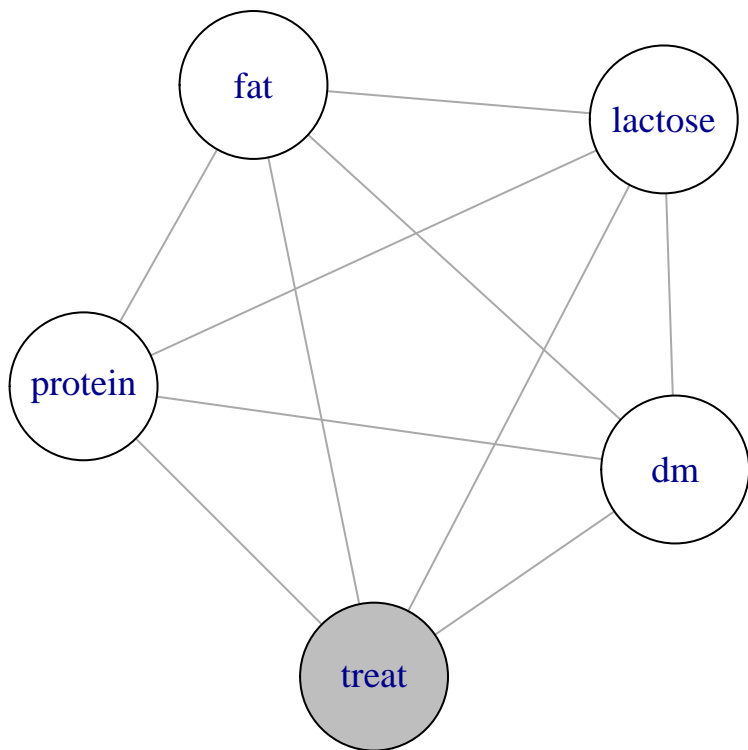 fat
lactose
protein
dm
treat